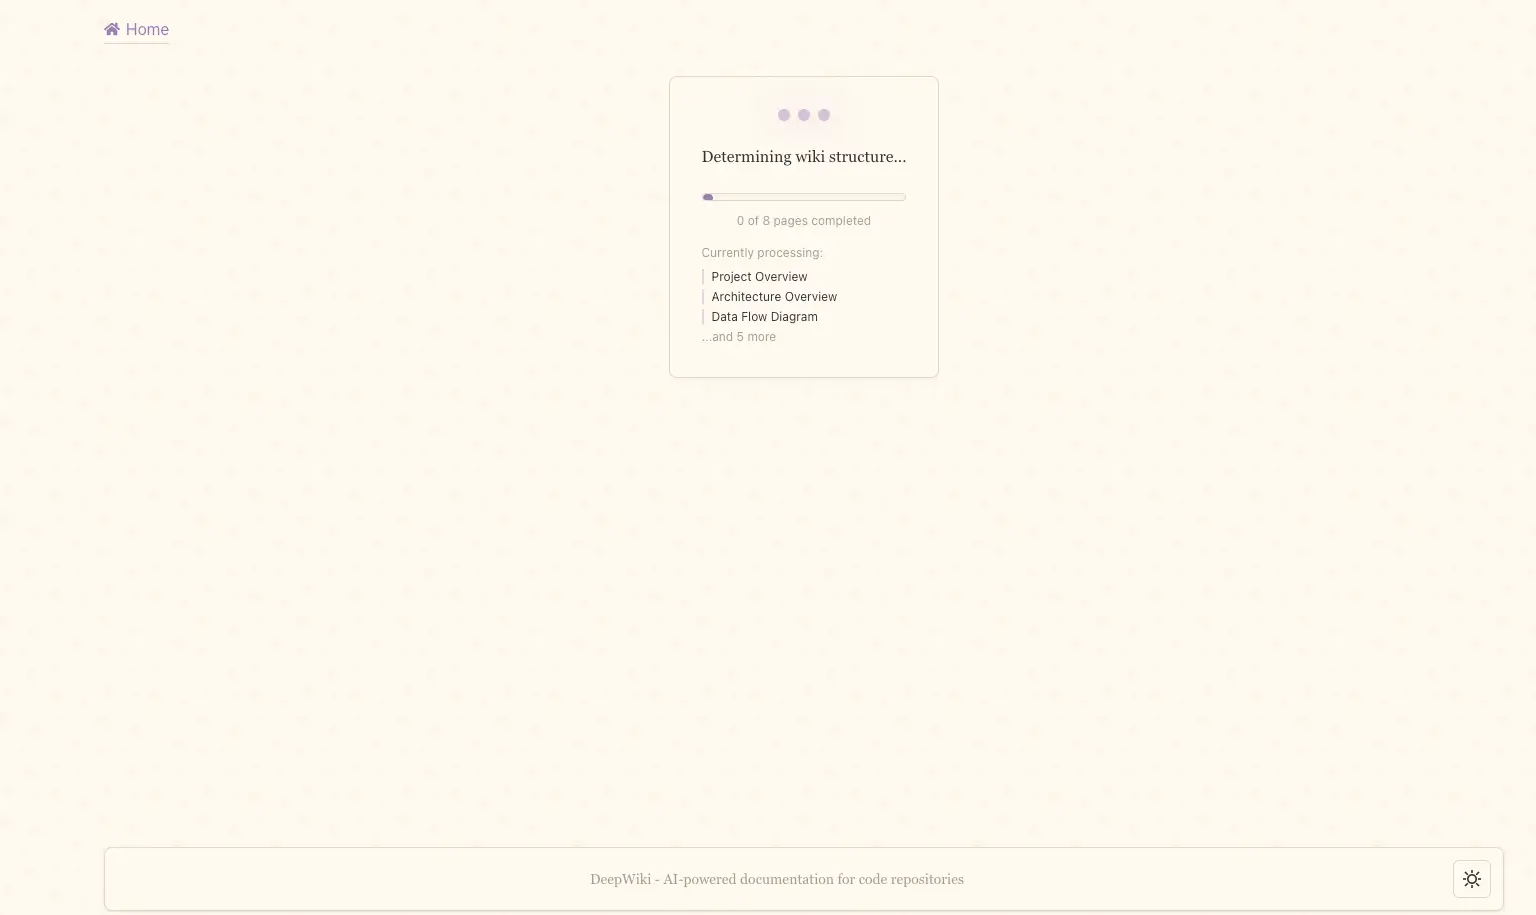 Home
Determining wiki structure...
0 of 8 pages completed
Currently processing:
Project Overview
Architecture Overview
Data Flow Diagram
...and 5 more
DeepWiki - AI-powered documentation for code repositories